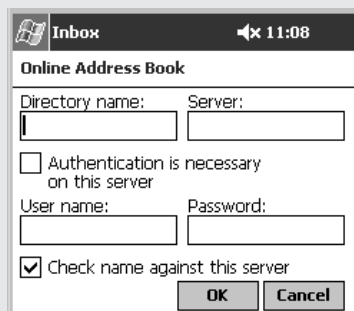 Inbox 11:08
Online Address Book
Directory name: Server:
Authentication is necessary
on this server
User name: Password:
Check name against this server
OK Cancel